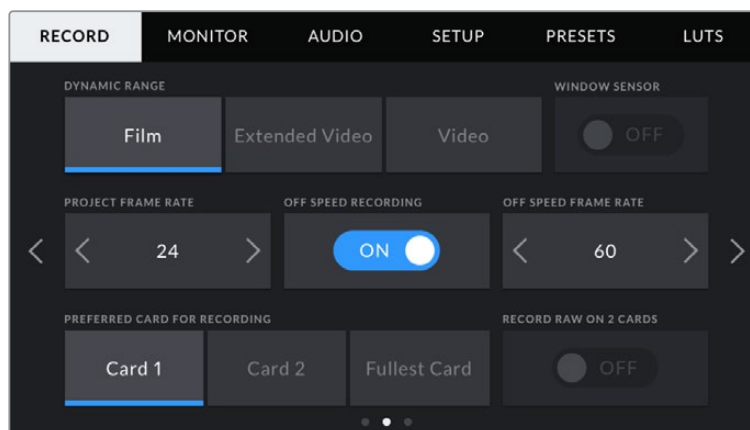 RECORD MONITOR AUDIO SETUP PRESETS LUTS
DYNAMIC RANGE WINDOW SENSOR
Film Extended Video Video OFF
PROJECT FRAME RATE OFF SPEED RECORDING OFF SPEED FRAME RATE
24 ON 60
PREFERRED CARD FOR RECORDING RECORD RAW ON 2 CARDS
Card 1 Card 2 Fullest Card OFF